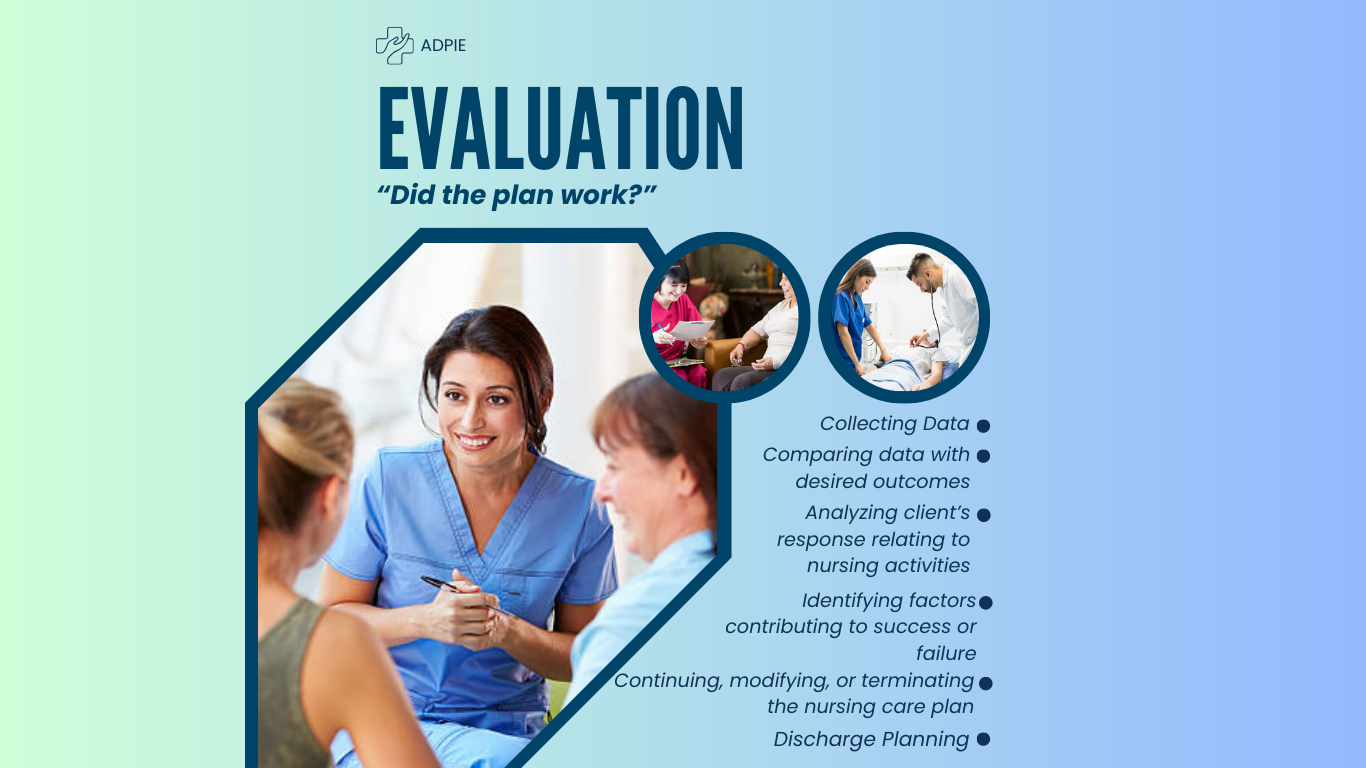 ADPIE
EVALUATION
“Did the plan work?”
Collecting Data
Comparing data with
desired outcomes
Analyzing client’s
response relating to
nursing activities
Identifying factors
contributing to success or
failure
Continuing, modifying, or terminating
the nursing care plan
Discharge Planning